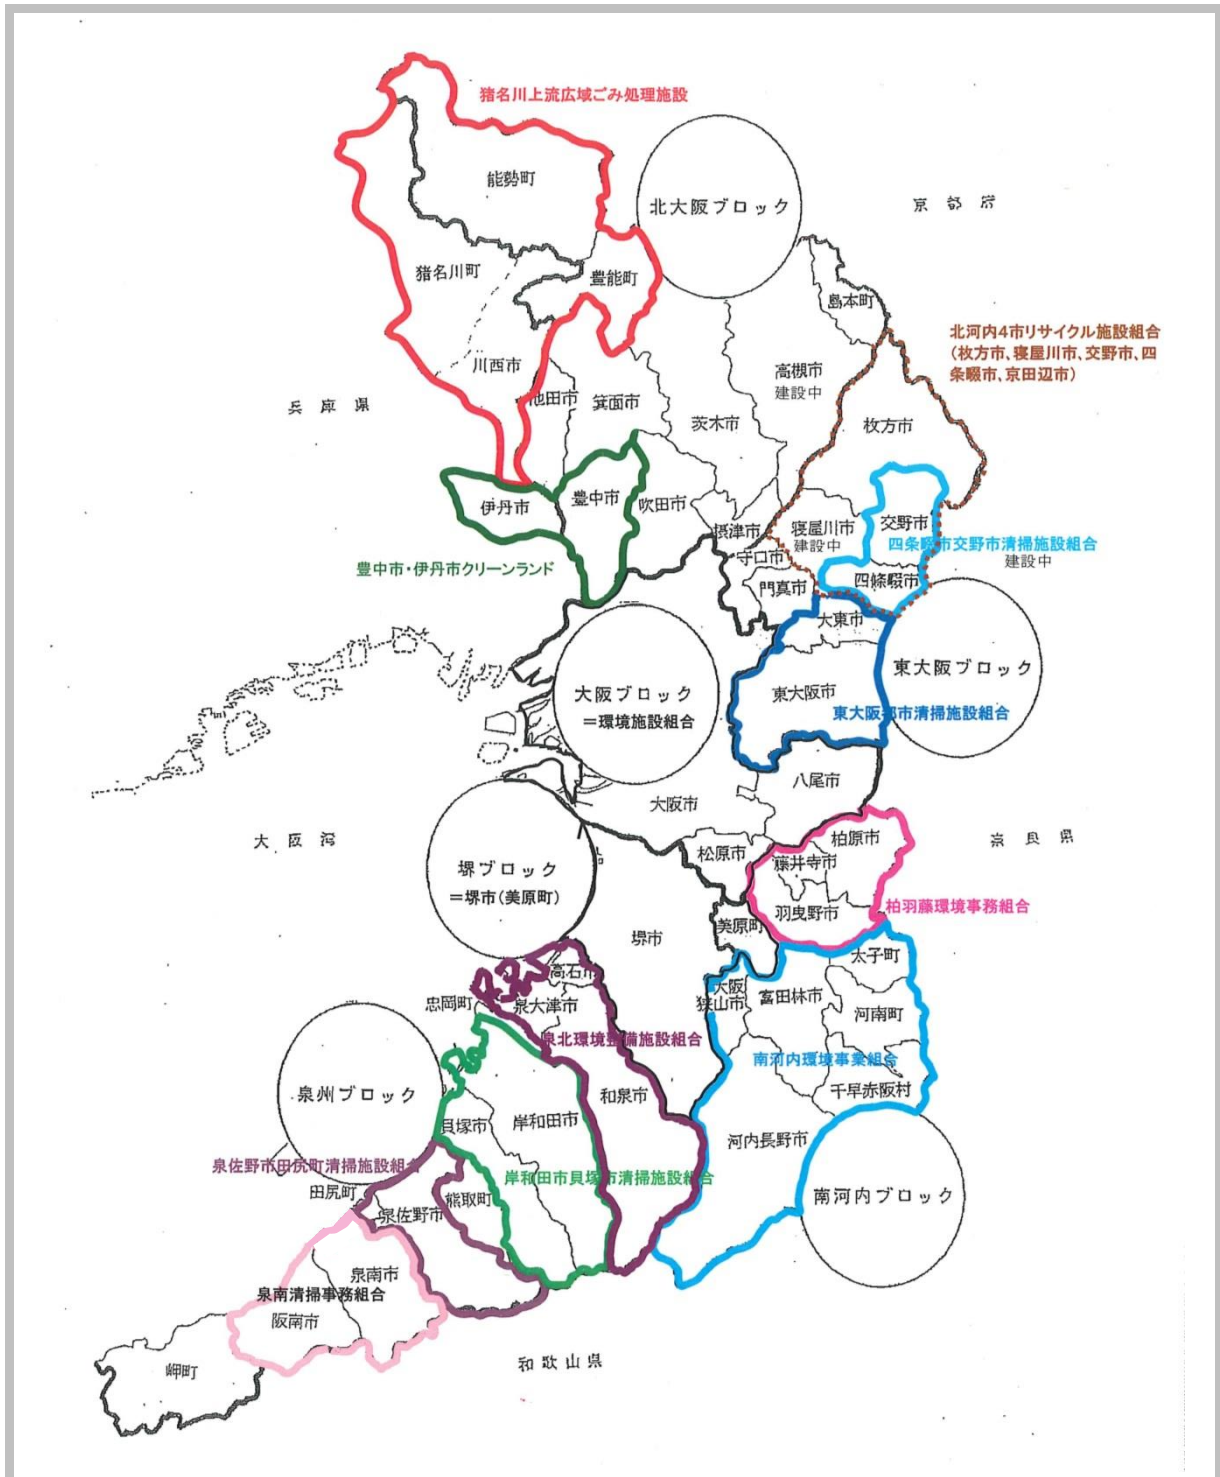 猪名川上流広域ごみ処理施設
能勢町
北大阪ブロック
京都府
猪名川町
豊能町
島本町
北河内4市リサイクル施設組合
(枚方市、寝屋川市、交野市、四
条畷市、京田辺市)
川西市
高槻市
建設中
兵庫県
池田市
箕面市
茨木市
枚方市
伊丹市
豊中市
吹田市
摂津市
寝屋川市
建設中
交野市
四条畷市交野市清掃施設組合
建設中
守口市
豊中市・伊丹市クリーンランド
門真市
四條畷市
大東市
大阪ブロック
=環境施設組合
東大阪市
東大阪ブロック
東大阪都市清掃施設組合
八尾市
大阪市
大阪湾
松原市
柏原市
奈良県
藤井寺市
堺ブロック
=堺市(美原町)
羽曳野市
柏羽藤環境事務組合
美原町
堺市
太子町
高石市
大阪
狭山市
富田林市
忠岡町
泉大津市
河南町
泉北環境整備施設組合
南河内環境事業組合
泉州ブロック
和泉市
千早赤阪村
貝塚市
岸和田市
河内長野市
泉佐野市田尻町清掃施設組合
岸和田市貝塚市清掃施設組合
田尻町
熊取町
南河内ブロック
泉佐野市
泉南市
泉南清掃事務組合
阪南市
岬町
和歌山県